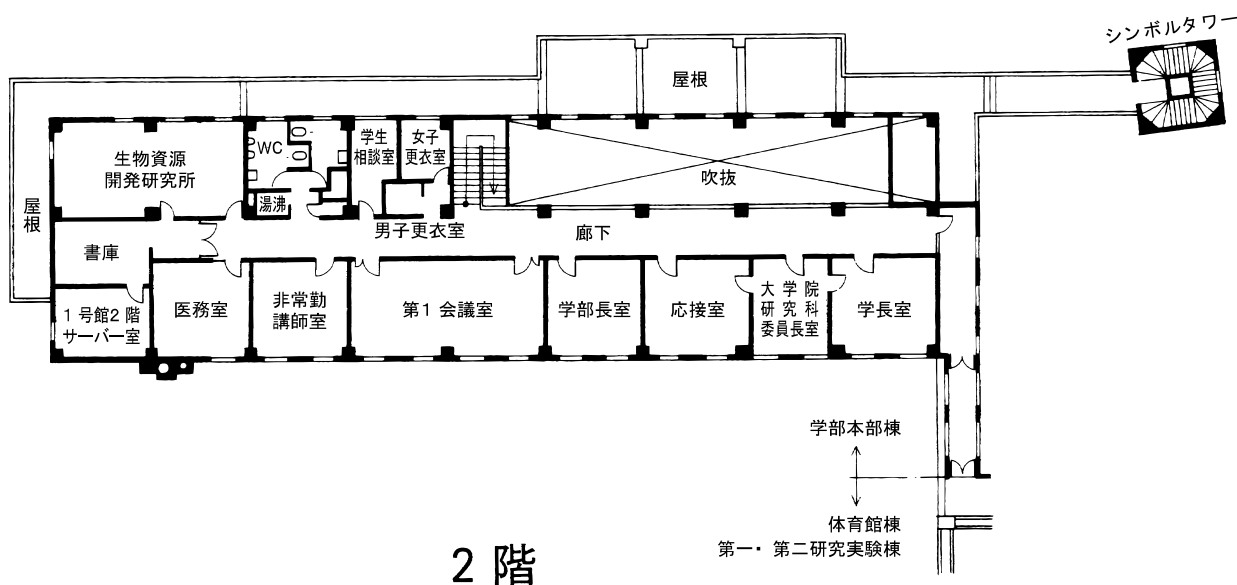 シンボルタワー
屋根
学生
相談室
女子
更衣室
WC
生物資源
開発研究所
吹抜
湯沸
屋根
男子更衣室
廊下
書庫
1号館2階
サーバー室
医務室
非常勤
講師室
第1会議室
学部長室
応接室
大学院
研究科
委員長室
学長室
学部本部棟
体育館棟
第一・第二研究実験棟
2階